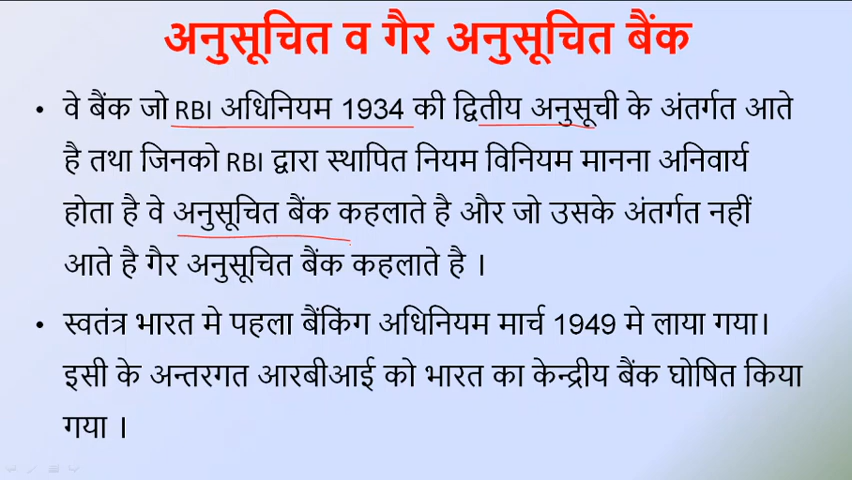 अनुसूचित व गैर अनुसूचित बैंक
• वे बैंक जो RBI अधिनियम 1934 की द्वितीय अनुसूची के अंतर्गत आते
है तथा जिनको RBI द्वारा स्थापित नियम विनियम मानना अनिवार्य
होता है वे अनुसूचित बैंक कहलाते है और जो उसके अंतर्गत नहीं
आते है गैर अनुसूचित बैंक कहलाते है ।
• स्वतंत्र भारत मे पहला बैंकिंग अधिनियम मार्च 1949 मे लाया गया।
इसी के अन्तरगत आरबीआई को भारत का केन्द्रीय बैंक घोषित किया
गया ।